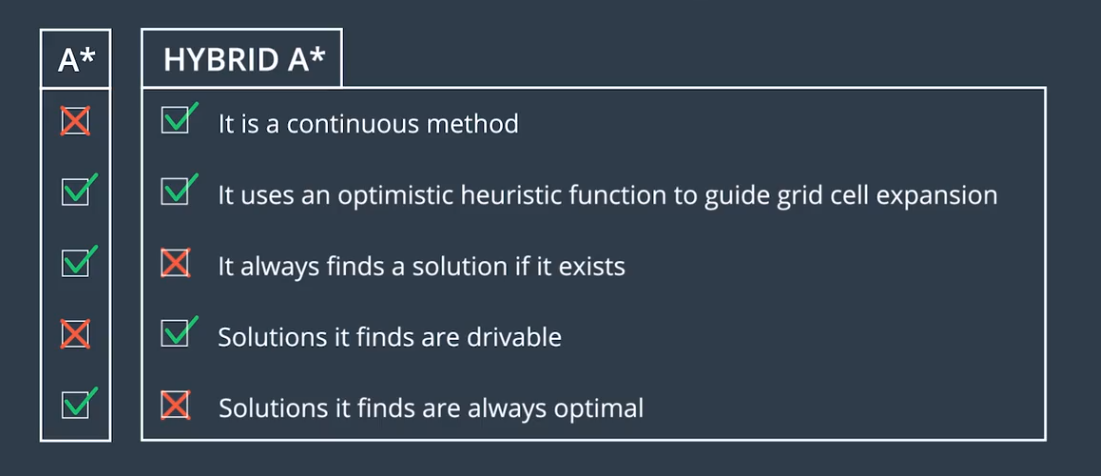 A*
HYBRID A*
It is a continuous method
It uses an optimistic heuristic function to guide grid cell expansion
It always finds a solution if it exists
Solutions it finds are drivable
Solutions it finds are always optimal